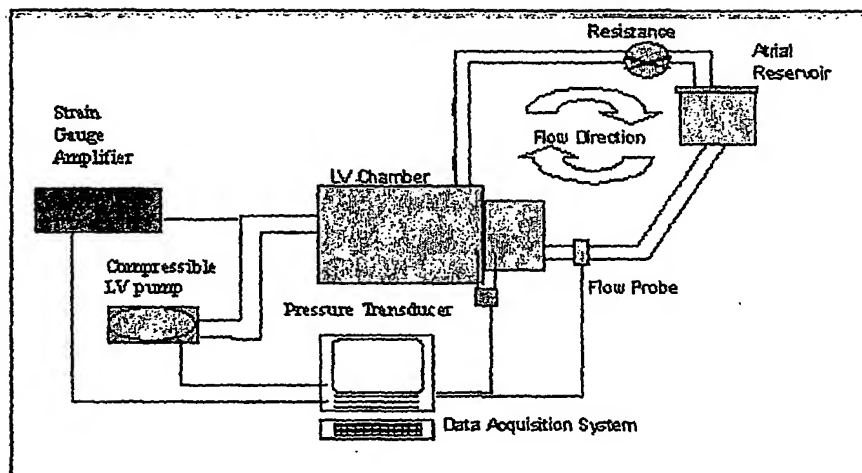 Resistance
Atrial
Reservoir
Strain
Gauge
Amplifier
Flow Direction
LV Chamber
Compressible
LV pump
Flow Probe
Pressure Transducer
Data Acquisition System